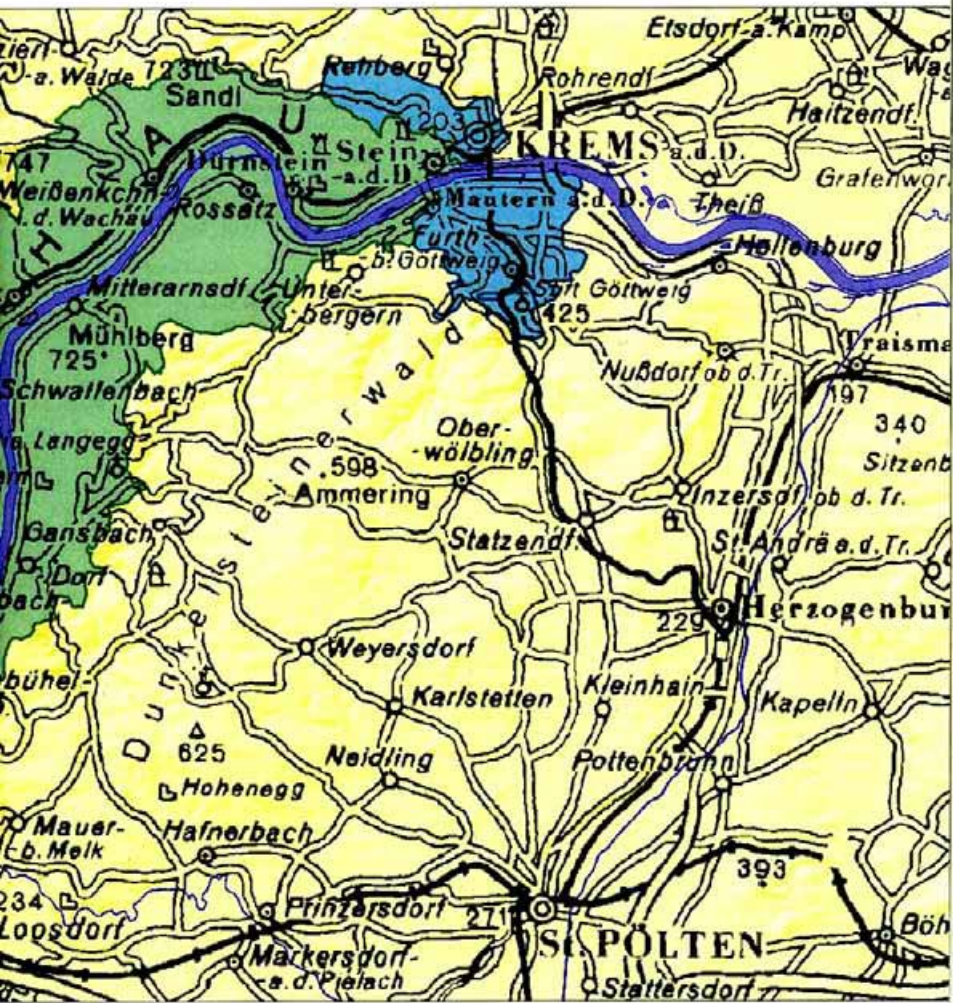 Etsdorf-a. Kamp
zierl
-a. Walde
723
Sandl
Rehberg
Rohrendf
Haitzendf.
203
KREMS a.d.D.
A
U
Dürnstein
Stein
-a.d.D.
747
Weißenkchn
i.d. Wachau
Rossatz
Mautern a.d.D.
Theiß
Grafenwör
H
Furth
b. Göttweig
Hollenburg
Mitterarnsdf
Unter-
bergern
Stift Göttweig
425
Mühlberg
725
Traisma
Nußdorf ob d. Tr.
197
Schwallenbach
340
Langegg
Ober-
-wölbling
Sitzenb
598
Ammering
Inzersdf. ob d. Tr.
Gansbach
Statzendf.
St. Andrä a.d. Tr.
Dorf
bach
Herzogenbur
229
Dunkelsteinerwald
Weyersdorf
bühel
Karlstetten
Kleinhain
Kapelln
625
Neidling
Pottenbrunn
Hohenegg
Mauer-
-b. Melk
Hafnerbach
393
234
Loosdorf
Prinzersdorf
271
St. PÖLTEN
Böh
Markersdorf-
-a.d. Pielach
Stattersdorf